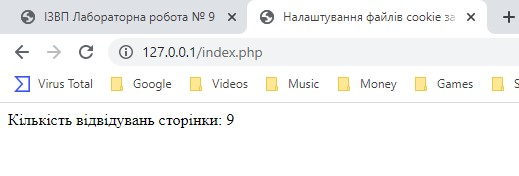 ІЗВП Лабораторна робота № 9
Налаштування файлів cookie за
127.0.0.1/index.php
Virus Total Google Videos Music Money Games S
Кількість відвідувань сторінки: 9